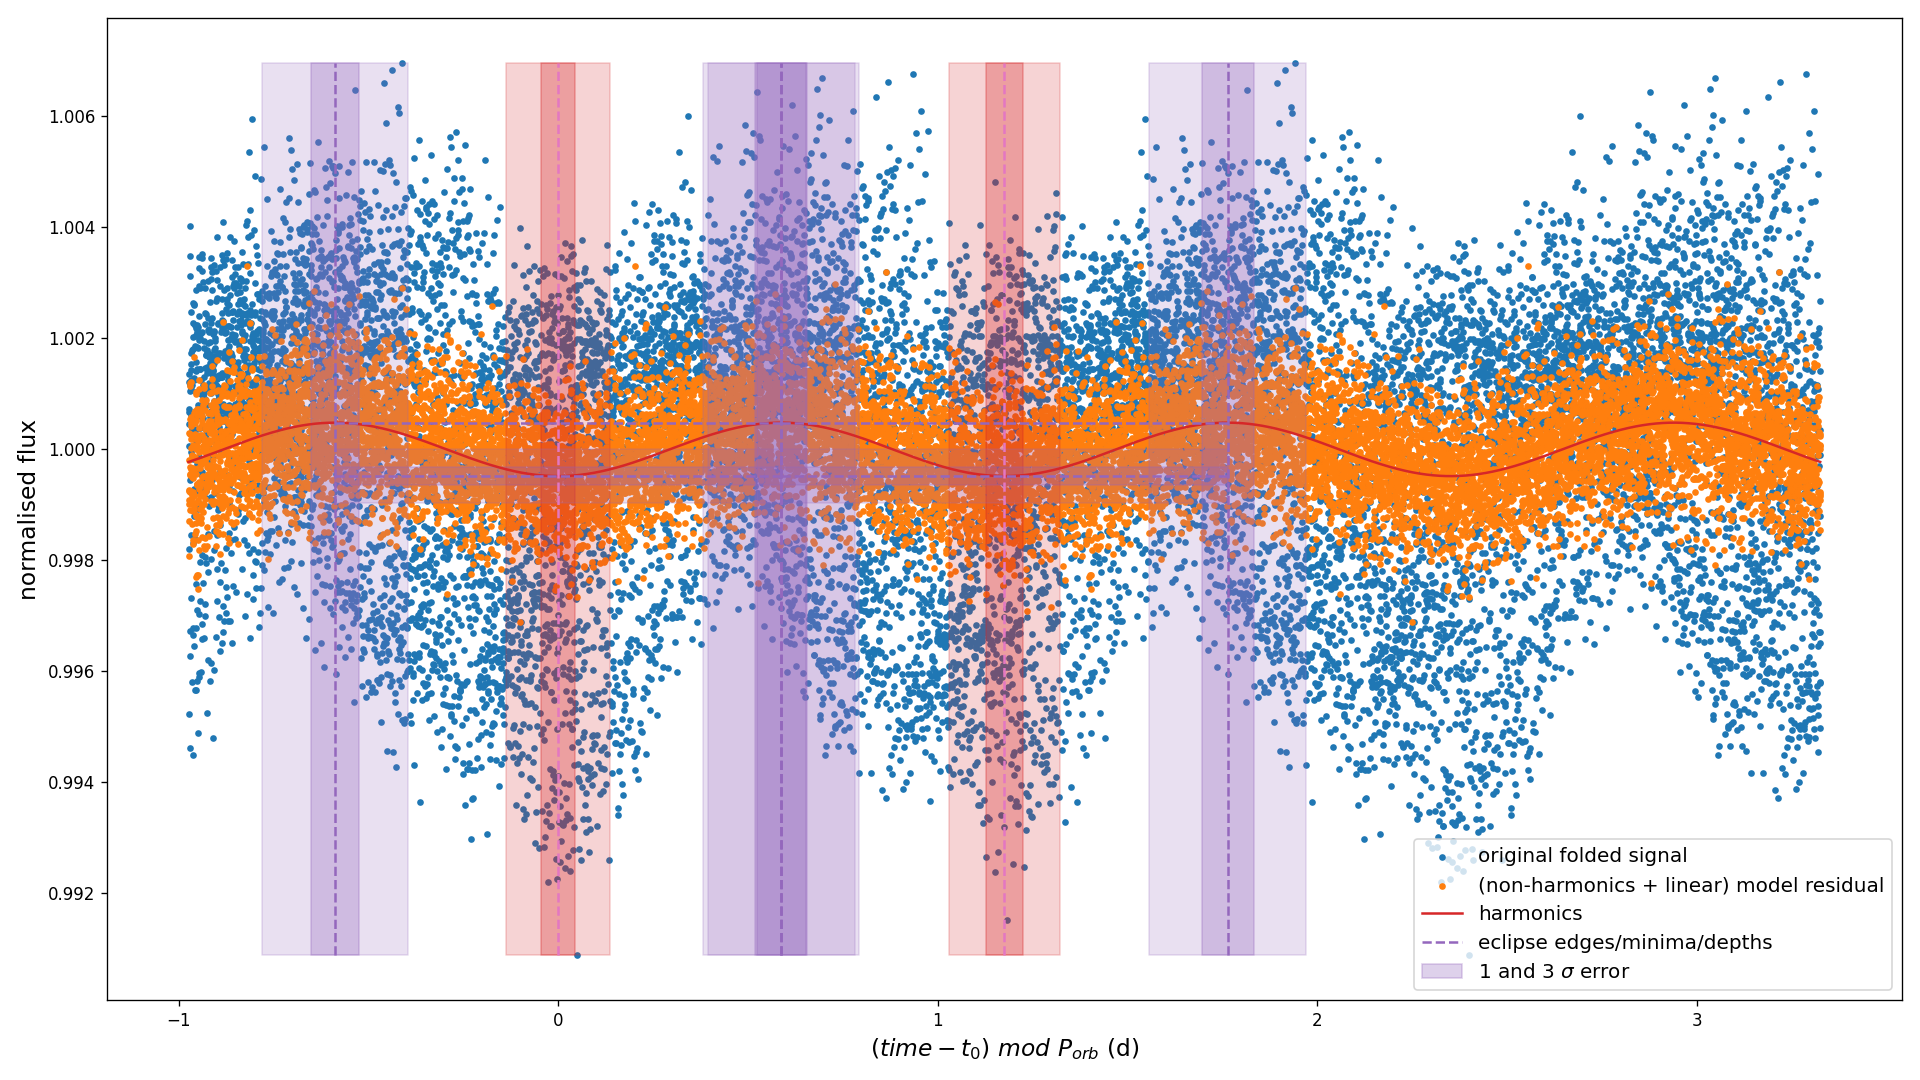 normalised flux
1.006
1.004
1.002
1.000
0.998
0.996
0.994
0.992
original folded signal
(non-harmonics + linear) model residual
harmonics
eclipse edges/minima/depths
1 and 3 σ error
−1
0
1
2
3
(time − t₀) mod P_orb (d)